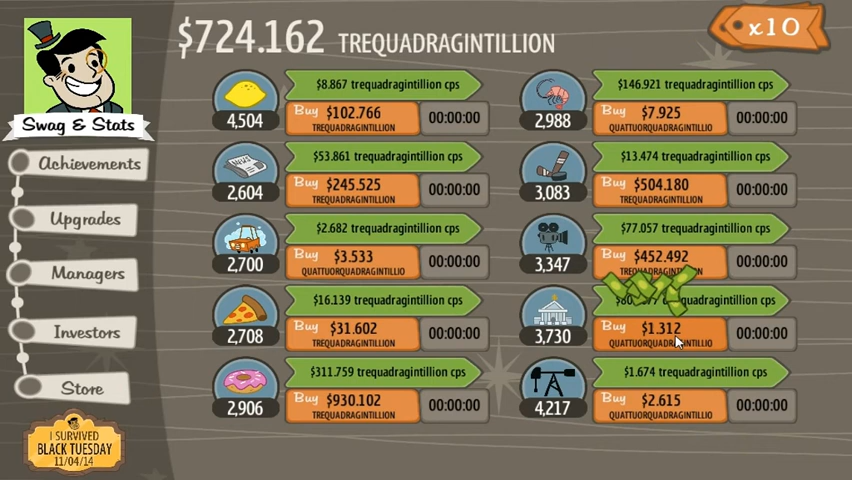 $724.162 TREQUADRAGINTILLION
x10
Swag & Stats
Achievements
Upgrades
Managers
Investors
Store
I SURVIVED
BLACK TUESDAY
11/04/14
$8.867 trequadragintillion cps
4,504
Buy $102.766
TREQUADRAGINTILLION
00:00:00
$53.861 trequadragintillion cps
NEWS
2,604
Buy $245.525
TREQUADRAGINTILLION
00:00:00
$2.682 trequadragintillion cps
2,700
Buy $3.533
QUATTUORQUADRAGINTILLIO
00:00:00
$16.139 trequadragintillion cps
2,708
Buy $31.602
TREQUADRAGINTILLION
00:00:00
$311.759 trequadragintillion cps
2,906
Buy $930.102
TREQUADRAGINTILLION
00:00:00
$146.921 trequadragintillion cps
2,988
Buy $7.925
QUATTUORQUADRAGINTILLIO
00:00:00
$13.474 trequadragintillion cps
3,083
Buy $504.180
TREQUADRAGINTILLION
00:00:00
$77.057 trequadragintillion cps
3,347
Buy $452.492
TREQUADRAGINTILLION
00:00:00
quadragintillion cps
3,730
Buy $1.312
QUATTUORQUADRAGINTILLIO
00:00:00
$1.674 trequadragintillion cps
4,217
Buy $2.615
QUATTUORQUADRAGINTILLIO
00:00:00